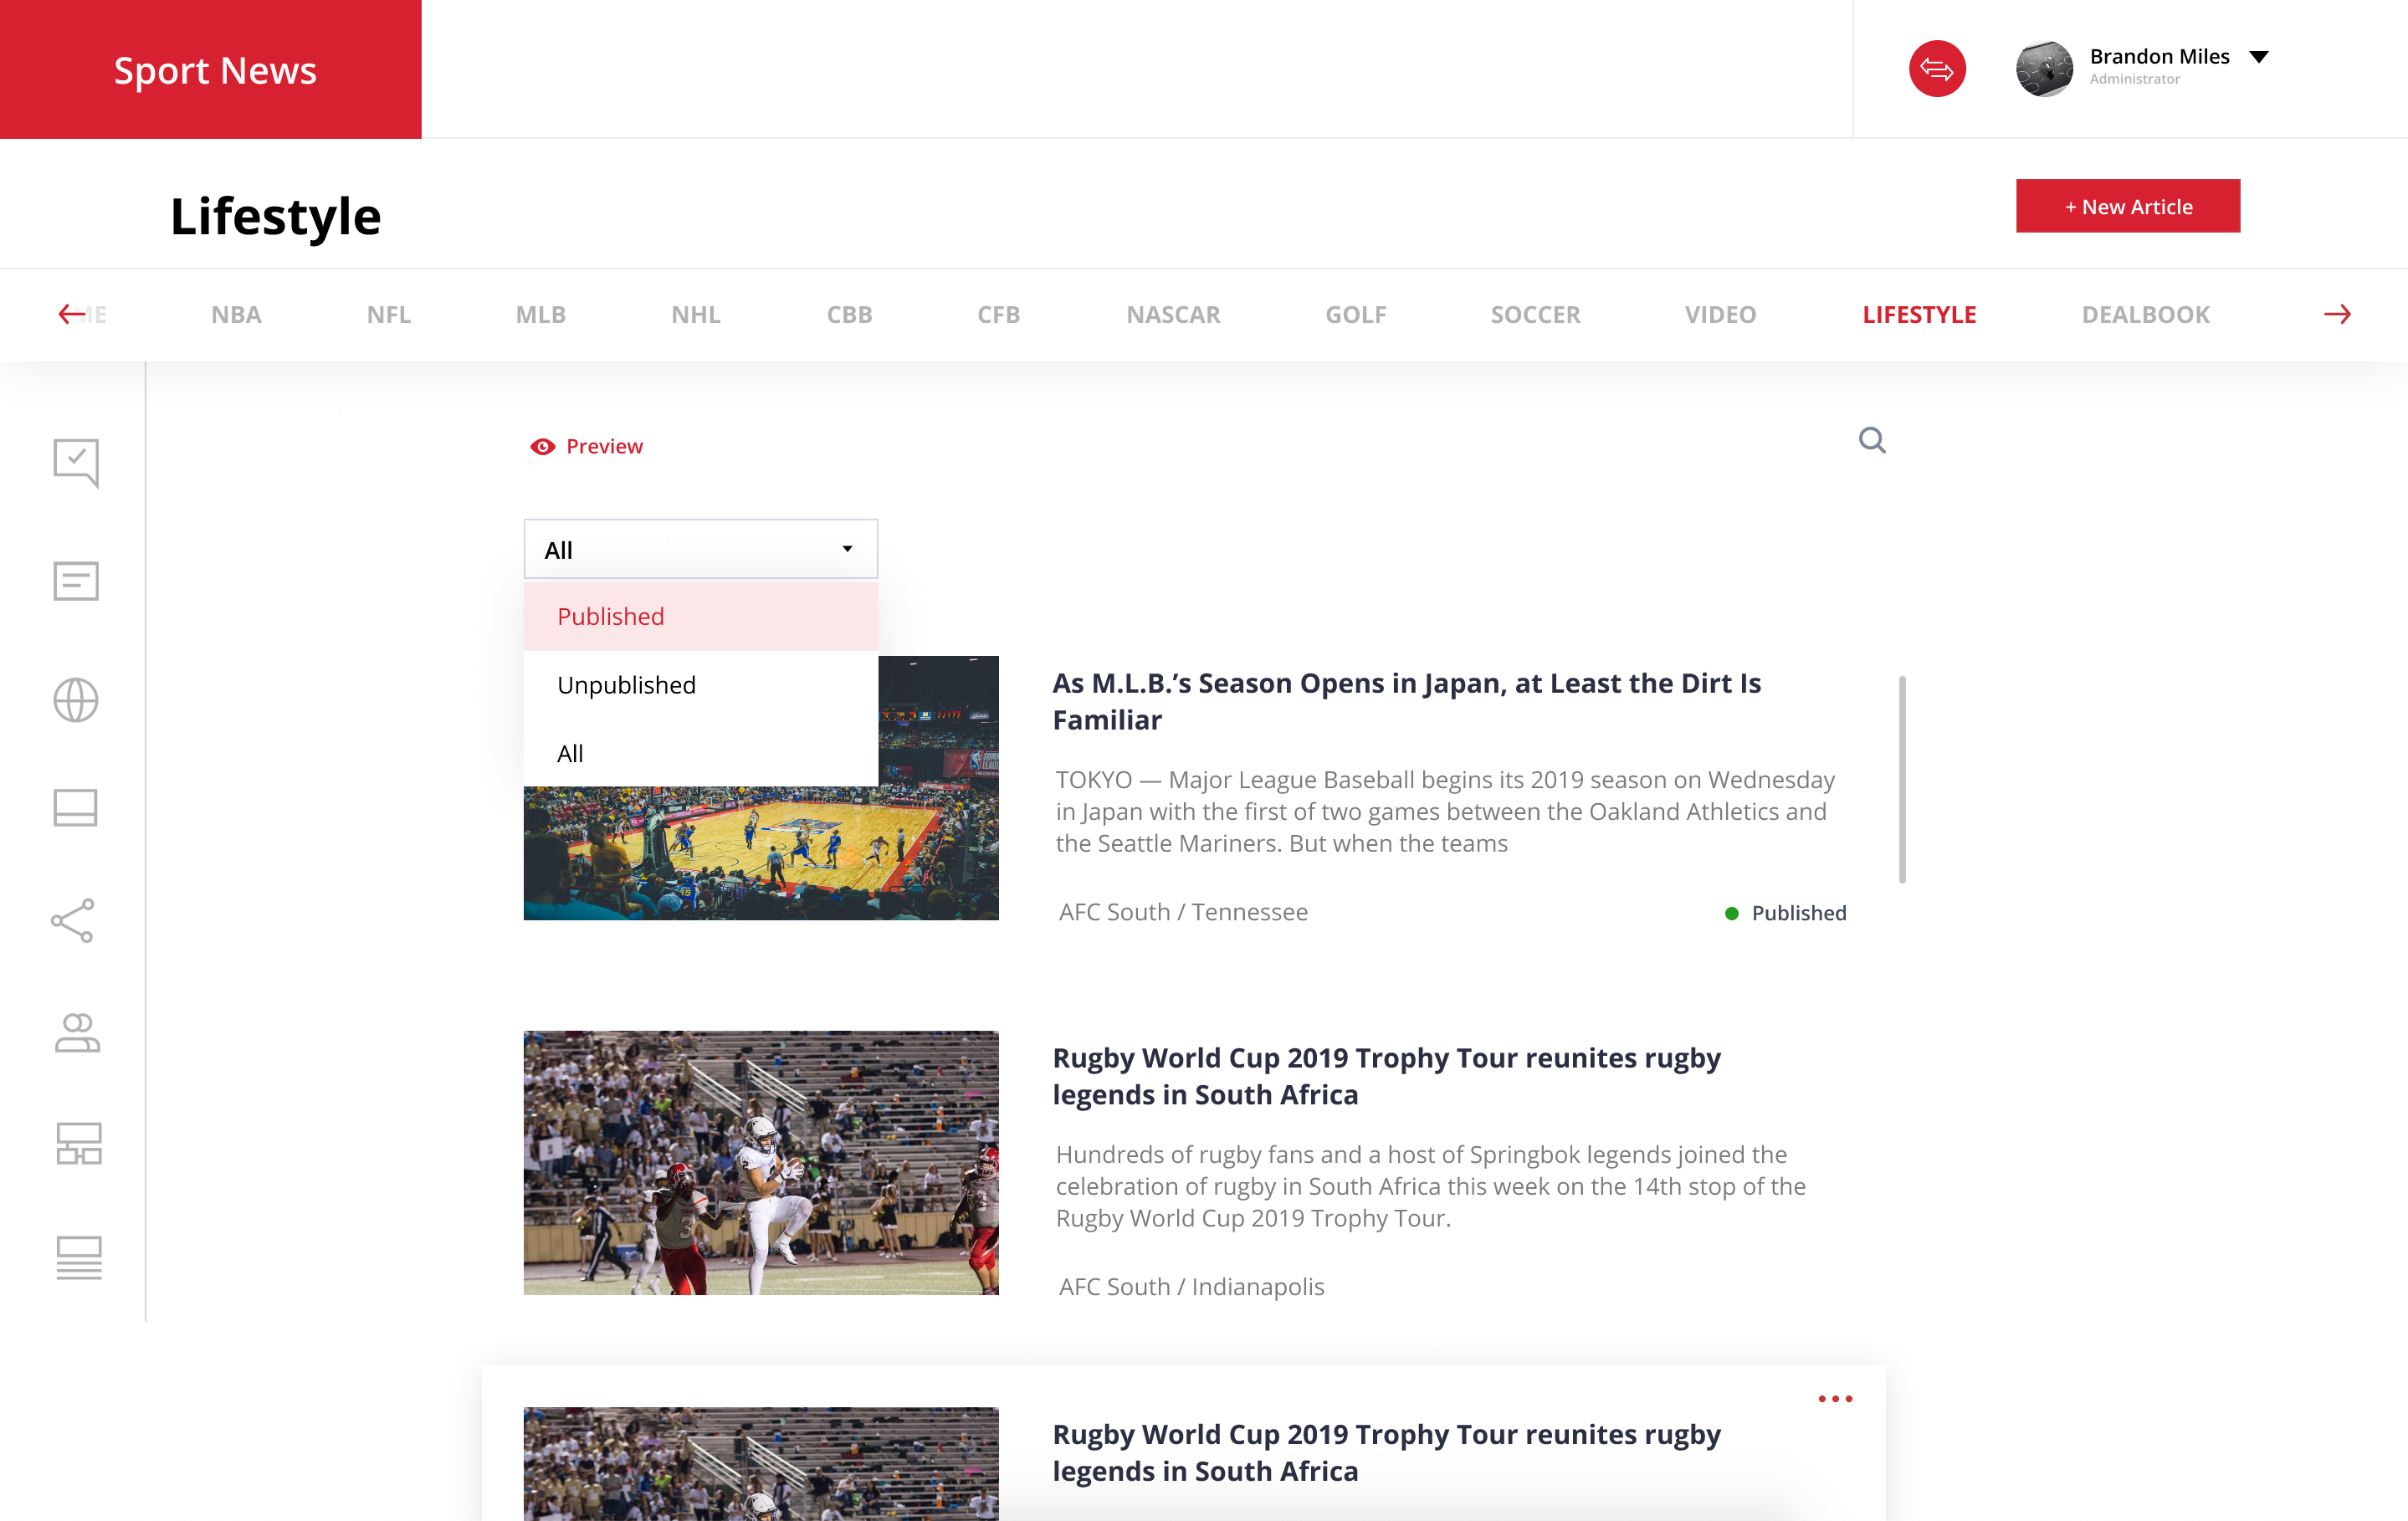 Sport News
Brandon Miles
Administrator
Lifestyle
+ New Article
NBA
NFL
MLB
NHL
CBB
CFB
NASCAR
GOLF
SOCCER
VIDEO
LIFESTYLE
DEALBOOK
Preview
All
Published
Unpublished
All
As M.L.B.’s Season Opens in Japan, at Least the Dirt Is
Familiar
TOKYO — Major League Baseball begins its 2019 season on Wednesday
in Japan with the first of two games between the Oakland Athletics and
the Seattle Mariners. But when the teams
AFC South / Tennessee
Published
Rugby World Cup 2019 Trophy Tour reunites rugby
legends in South Africa
Hundreds of rugby fans and a host of Springbok legends joined the
celebration of rugby in South Africa this week on the 14th stop of the
Rugby World Cup 2019 Trophy Tour.
AFC South / Indianapolis
Rugby World Cup 2019 Trophy Tour reunites rugby
legends in South Africa